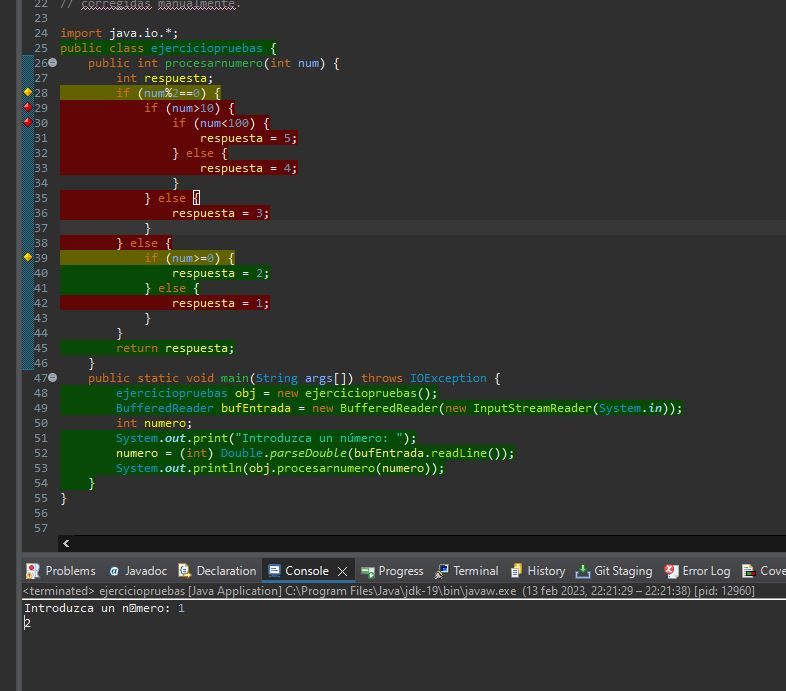 22 // corregidas manualmente.
23
24 import java.io.*;
25 public class ejerciciopruebas {
26 public int procesarnumero(int num) {
27 int respuesta;
28 if (num%2==0) {
29 if (num>10) {
30 if (num<100) {
31 respuesta = 5;
32 } else {
33 respuesta = 4;
34 }
35 } else {
36 respuesta = 3;
37 }
38 } else {
39 if (num>=0) {
40 respuesta = 2;
41 } else {
42 respuesta = 1;
43 }
44 }
45 return respuesta;
46 }
47 public static void main(String args[]) throws IOException {
48 ejerciciopruebas obj = new ejerciciopruebas();
49 BufferedReader bufEntrada = new BufferedReader(new InputStreamReader(System.in));
50 int numero;
51 System.out.print("Introduzca un número: ");
52 numero = (int) Double.parseDouble(bufEntrada.readLine());
53 System.out.println(obj.procesarnumero(numero));
54 }
55 }
56
57
Problems @ Javadoc Declaration Console Progress Terminal History Git Staging Error Log Cove
<terminated> ejerciciopruebas [Java Application] C:\Program Files\Java\jdk-19\bin\javaw.exe (13 feb 2023, 22:21:29 – 22:21:38) [pid: 12960]
Introduzca un n�mero: 1
2